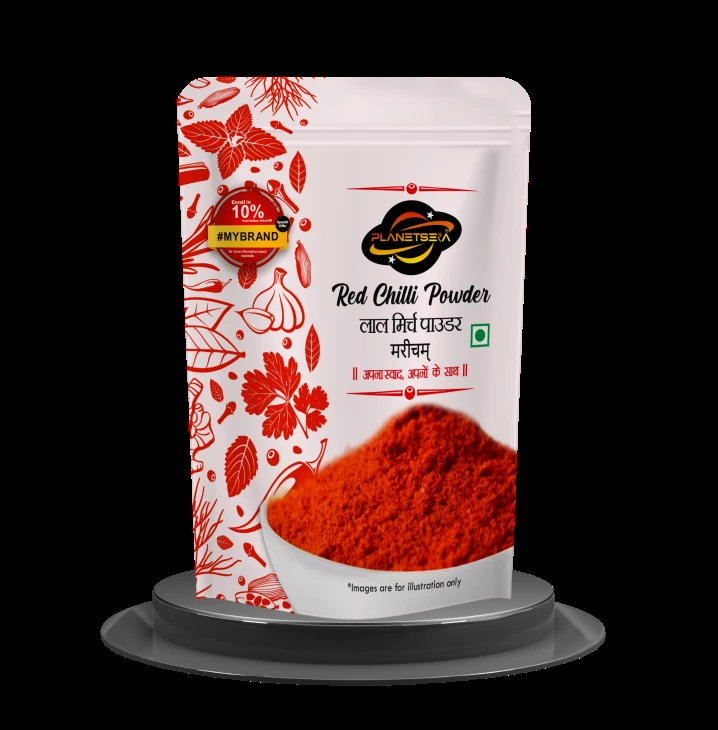 Enroll in
10%
#MYBRAND
PLANETSERA
Red Chilli Powder
लाल मिर्च पाउडर
मरीचम्
|| अपना स्वाद, अपनों के साथ ||
*Images are for illustration only